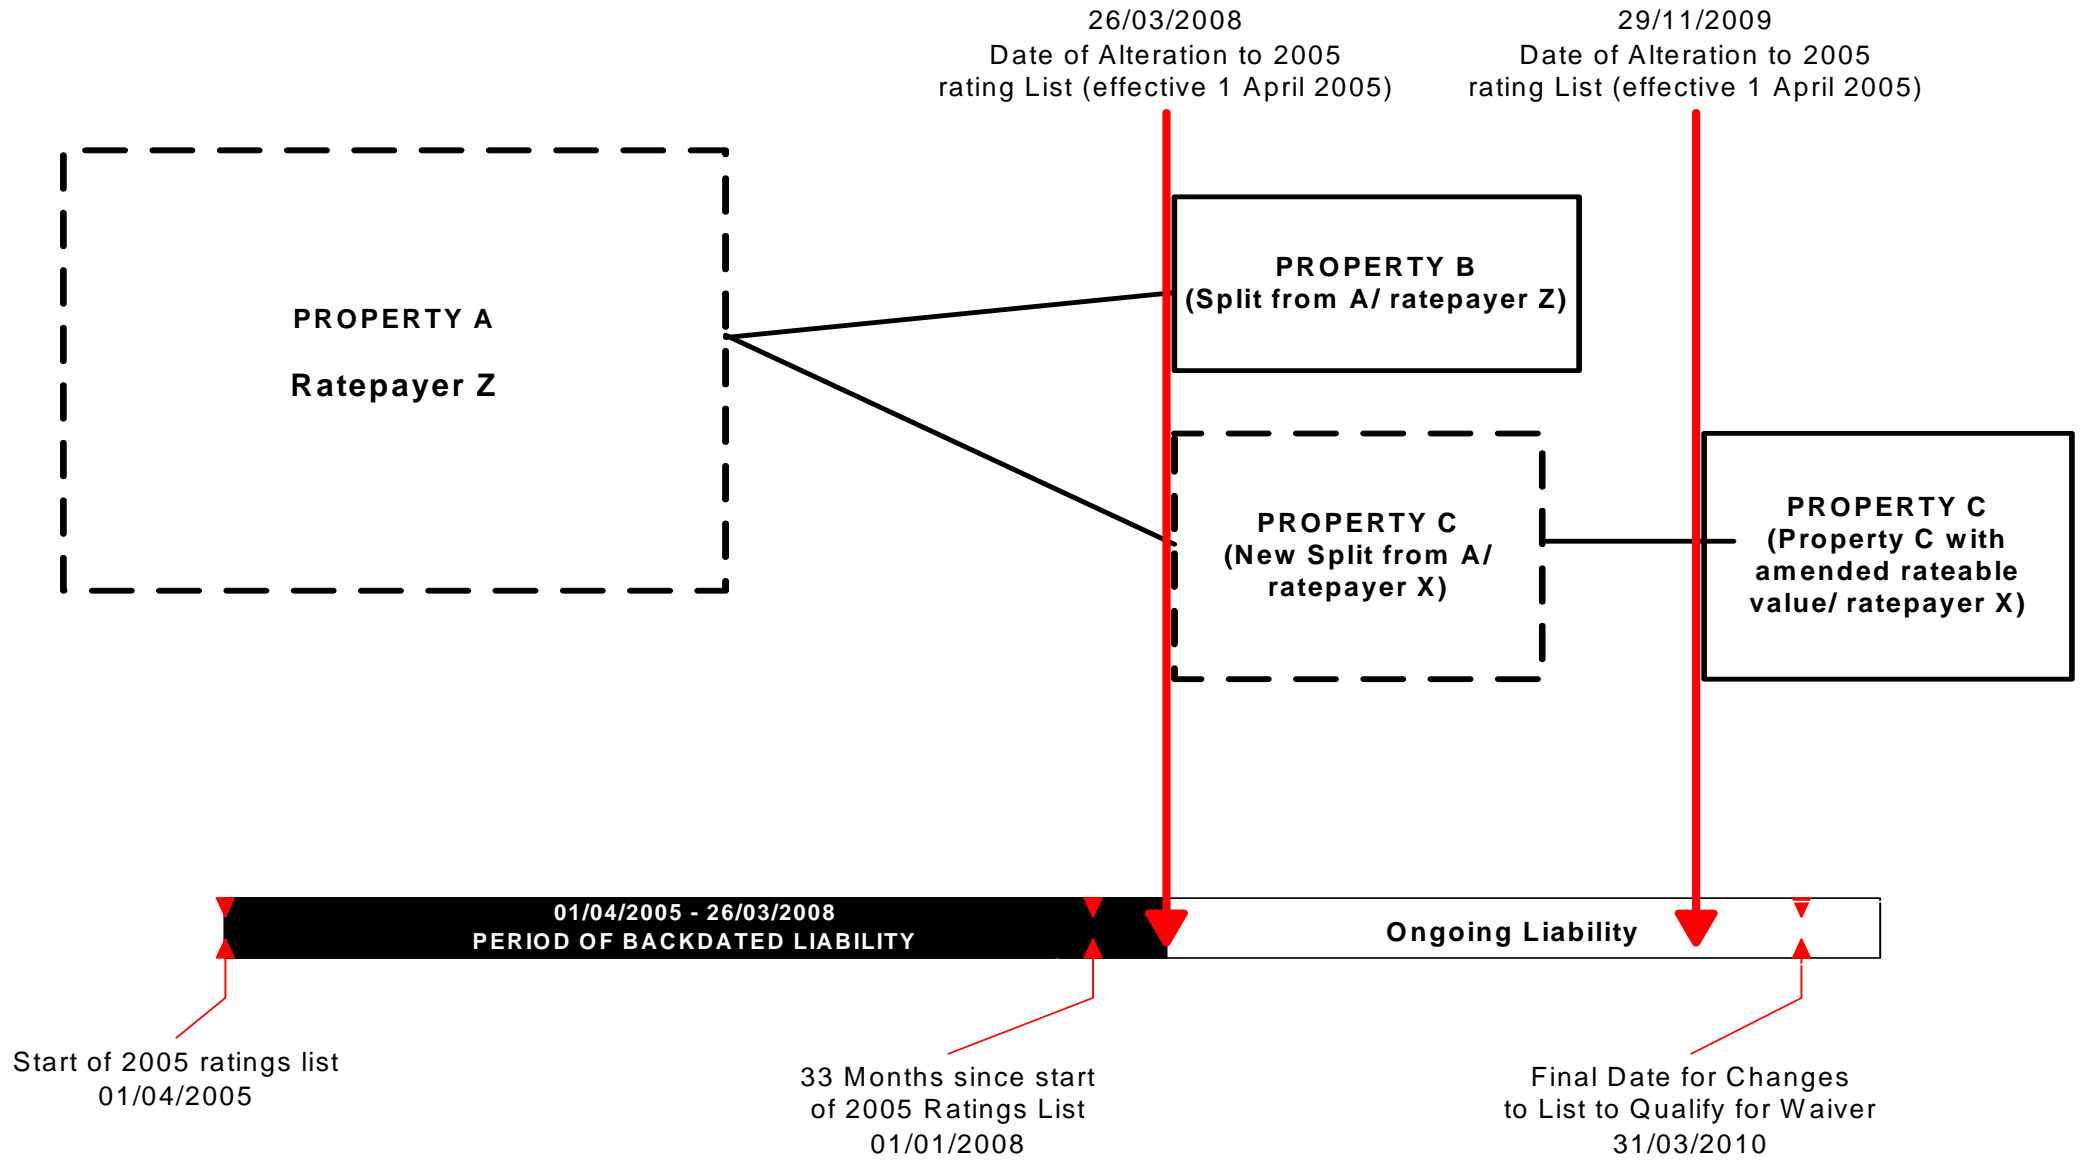 26/03/2008
Date of Alteration to 2005
rating List (effective 1 April 2005)
29/11/2009
Date of Alteration to 2005
rating List (effective 1 April 2005)
PROPERTY A
Ratepayer Z
PROPERTY B
(Split from A/ ratepayer Z)
PROPERTY C
(New Split from A/
ratepayer X)
PROPERTY C
(Property C with
amended rateable
value/ ratepayer X)
01/04/2005 - 26/03/2008
PERIOD OF BACKDATED LIABILITY
Ongoing Liability
Start of 2005 ratings list
01/04/2005
33 Months since start
of 2005 Ratings List
01/01/2008
Final Date for Changes
to List to Qualify for Waiver
31/03/2010